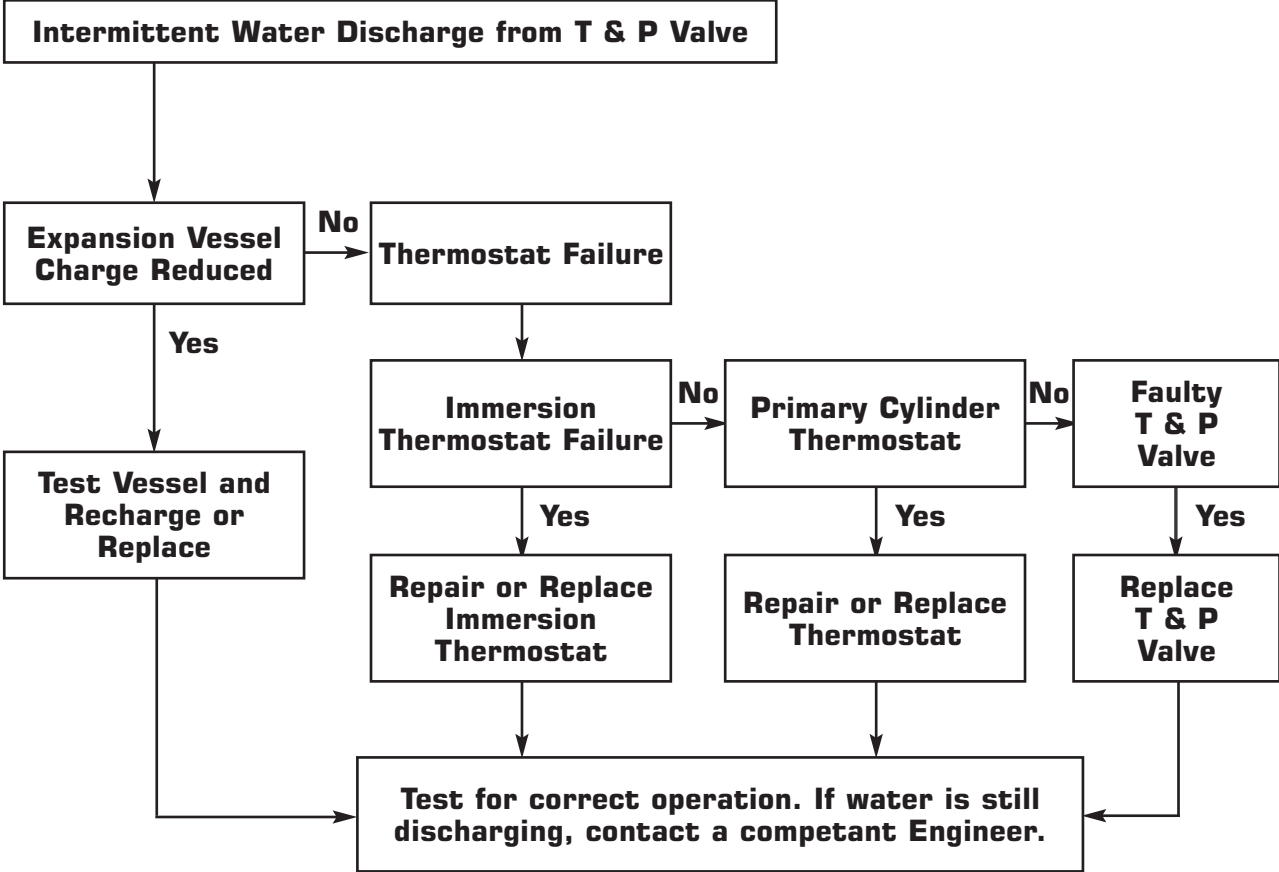 Intermittent Water Discharge from T & P Valve
Expansion Vessel
Charge Reduced
No
Thermostat Failure
Yes
Immersion
Thermostat Failure
No
Primary Cylinder
Thermostat
No
Faulty
T & P
Valve
Test Vessel and
Recharge or
Replace
Yes
Yes
Yes
Repair or Replace
Immersion
Thermostat
Repair or Replace
Thermostat
Replace
T & P
Valve
Test for correct operation. If water is still
discharging, contact a competant Engineer.